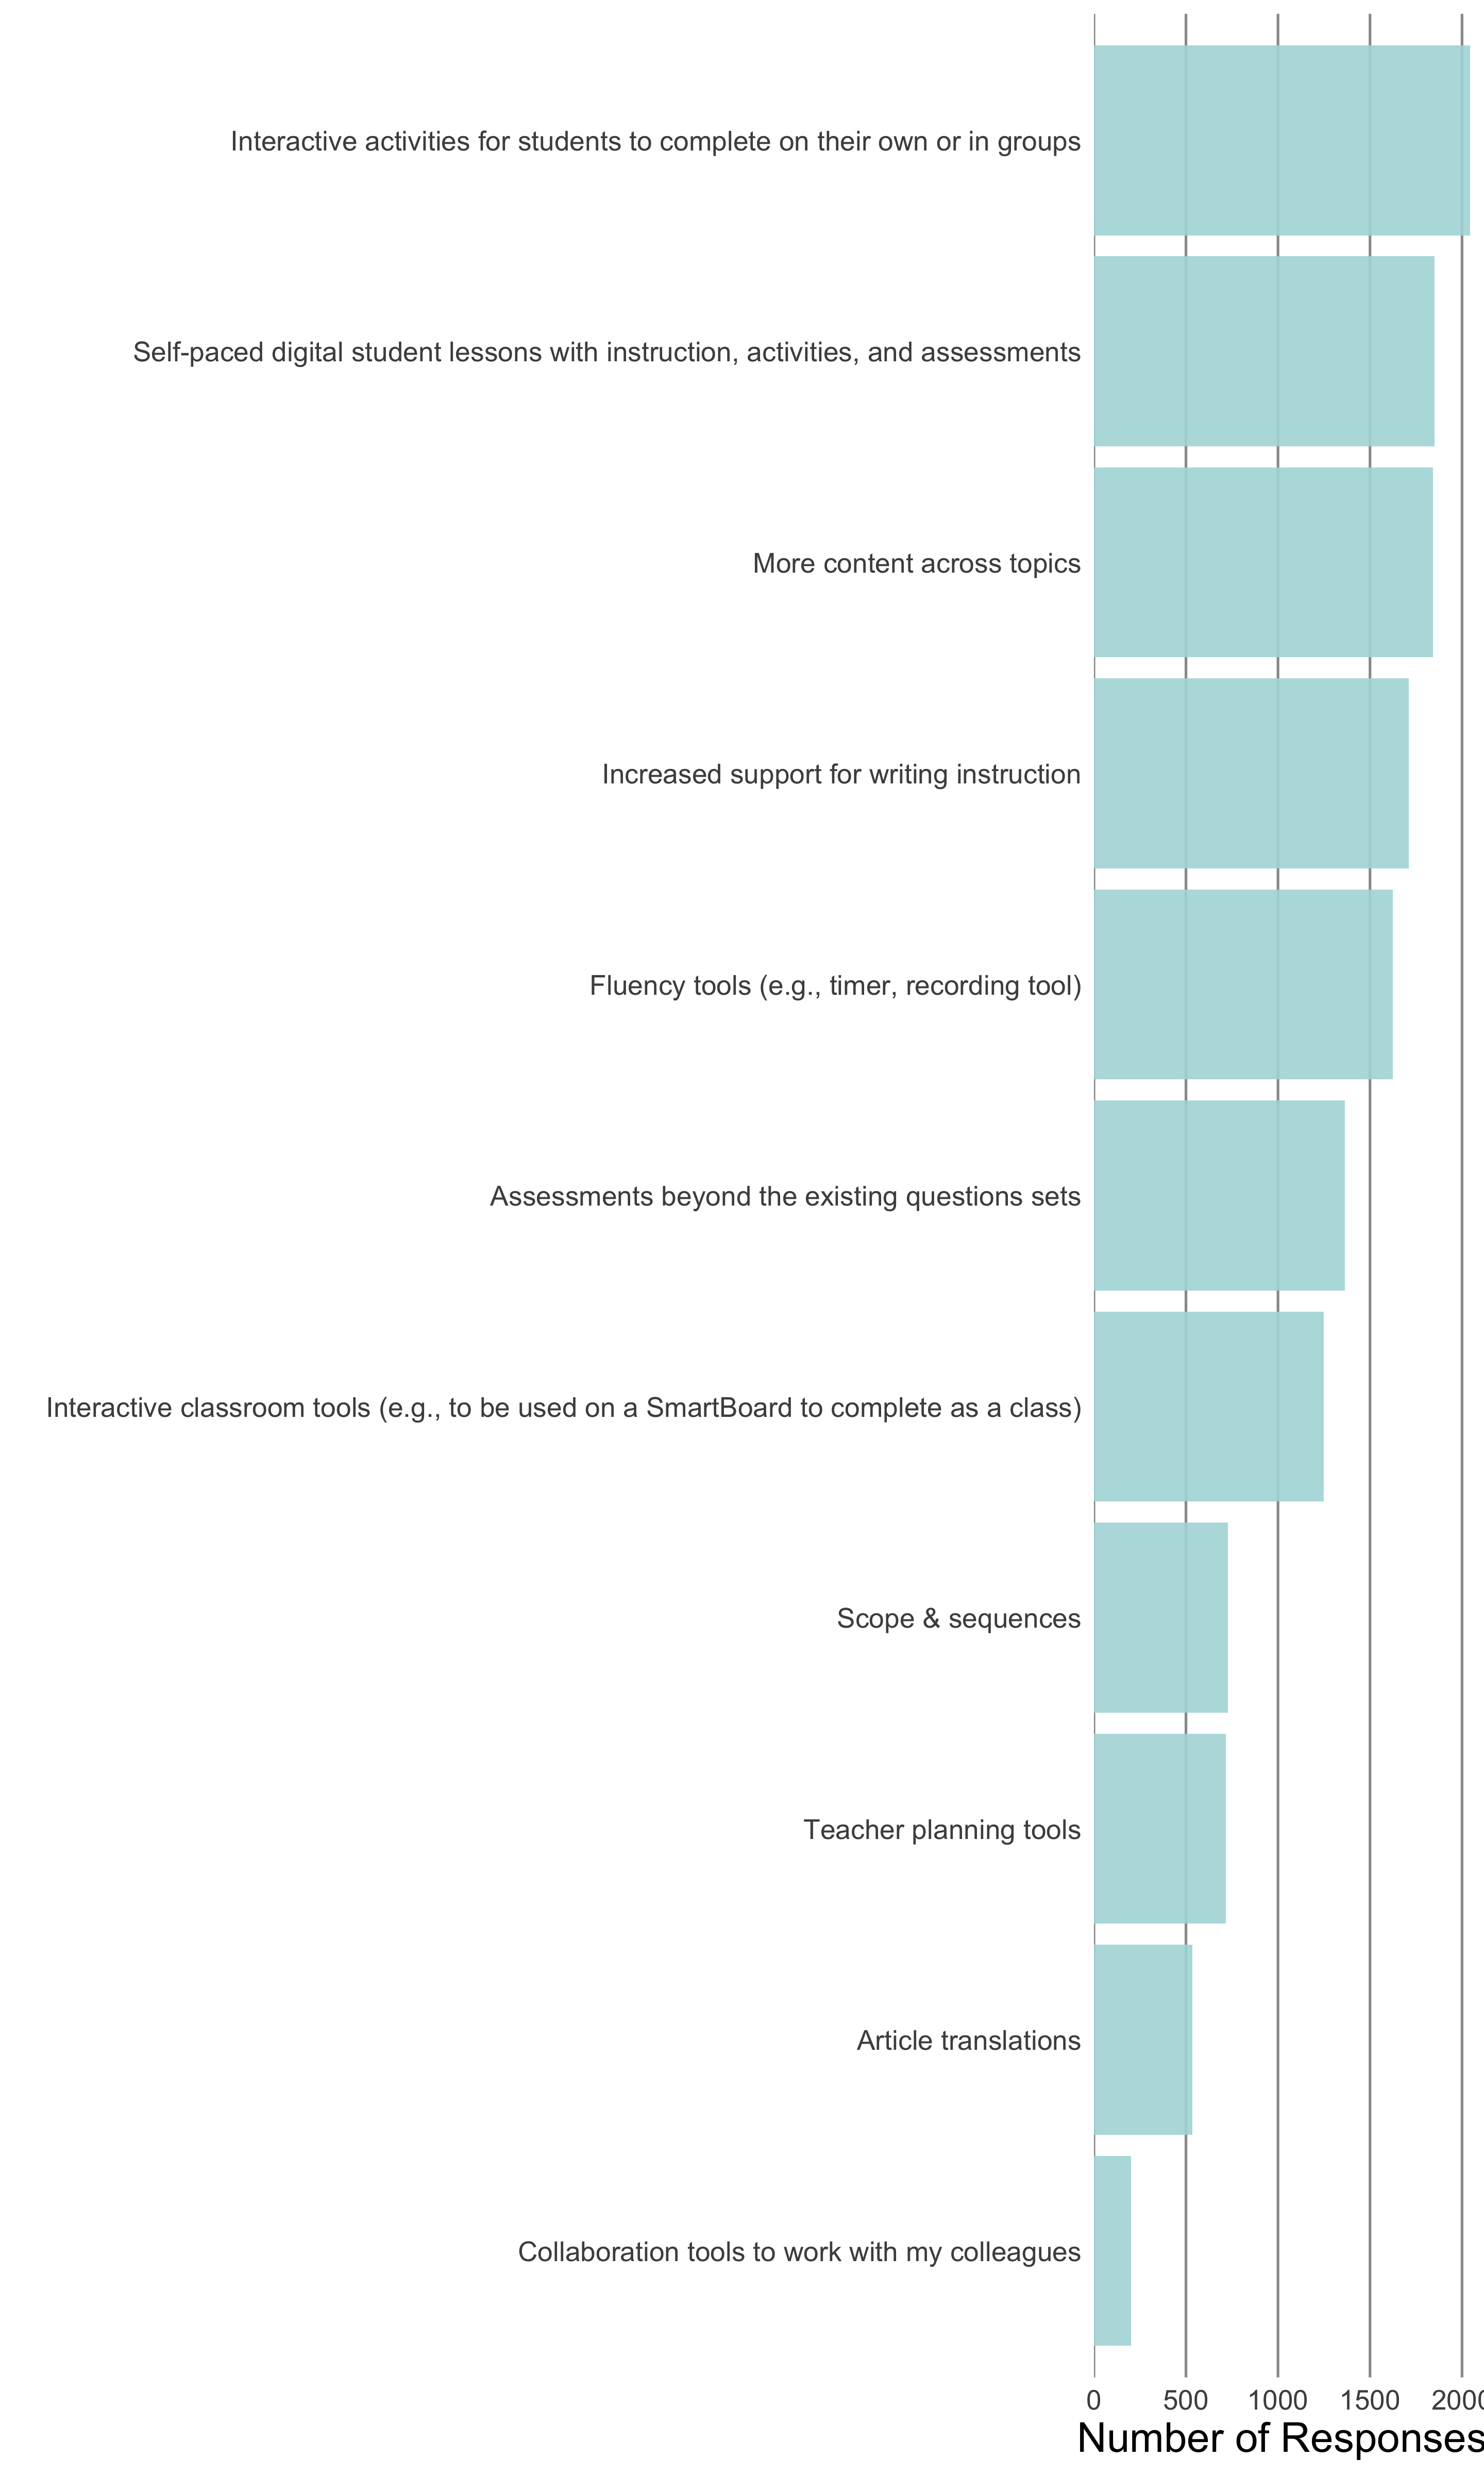 Interactive activities for students to complete on their own or in groups
Self-paced digital student lessons with instruction, activities, and assessments
More content across topics
Increased support for writing instruction
Fluency tools (e.g., timer, recording tool)
Assessments beyond the existing questions sets
Interactive classroom tools (e.g., to be used on a SmartBoard to complete as a class)
Scope & sequences
Teacher planning tools
Article translations
Collaboration tools to work with my colleagues
0 500 1000 1500 2000
Number of Responses